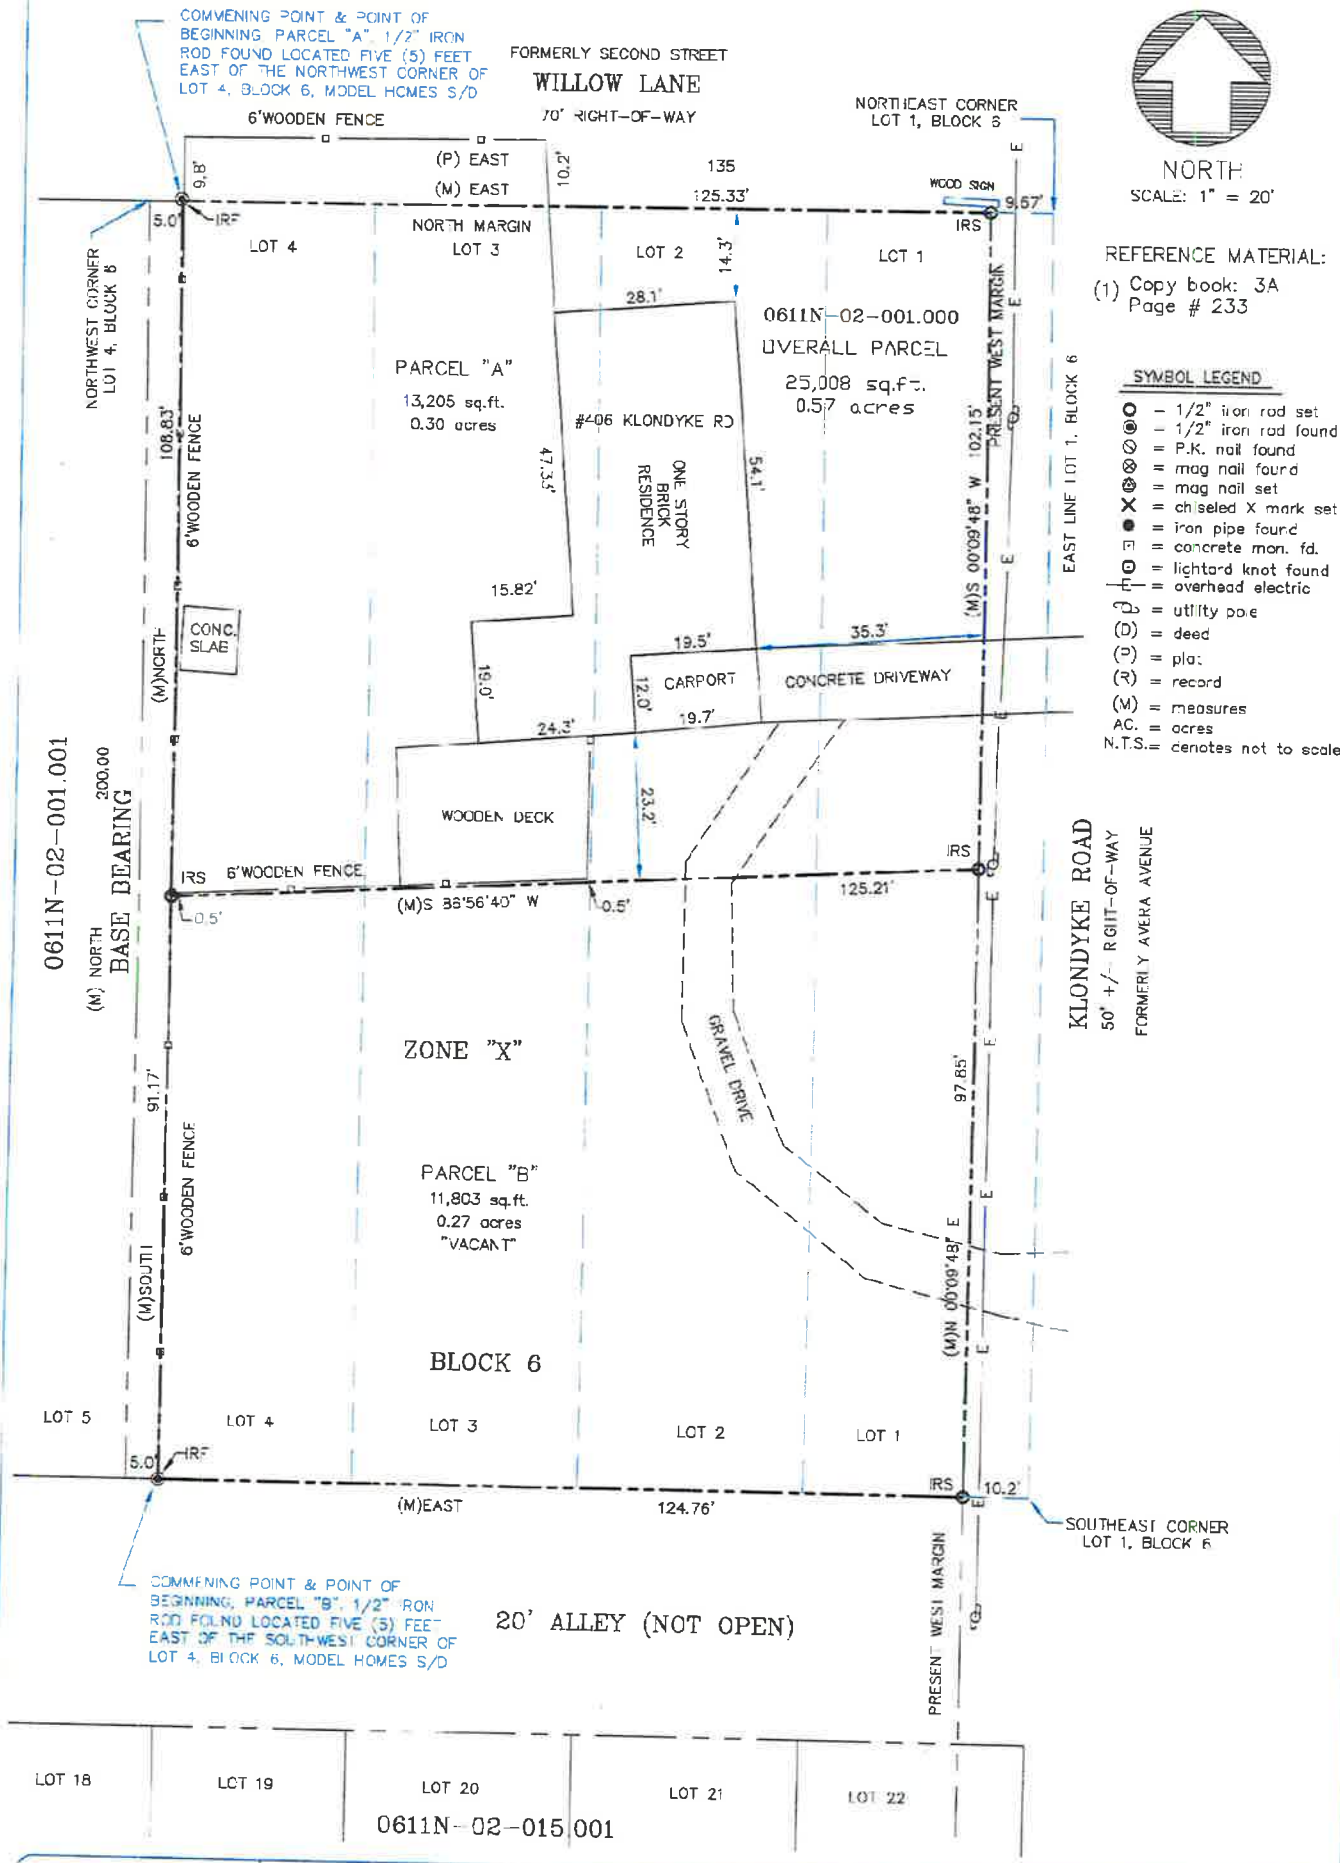 COMMENING POINT & POINT OF
BEGINNING PARCEL "A", 1/2" IRON
ROD FOUND LOCATED FIVE (5) FEET
EAST OF THE NORTHWEST CORNER OF
LOT 4, BLOCK 6, MODEL HOMES S/D
FORMERLY SECOND STREET
WILLOW LANE
70' RIGHT-OF-WAY
NORTHEAST CORNER
LOT 1, BLOCK 6
NORTH
SCALE: 1" = 20'
REFERENCE MATERIAL:
(1) Copy book: 3A
Page # 233
SYMBOL LEGEND
- 1/2" iron rod set
- 1/2" iron rod found
= P.K. nail found
= mag nail found
= mag nail set
= chiseled X mark set
= iron pipe found
= concrete mon. fd.
= lightard knot found
E = overhead electric
= utility pole
(D) = deed
(P) = plat
(R) = record
(M) = measures
AC. = acres
N.T.S.= denotes not to scale
6'WOODEN FENCE
9.8'
10.2'
(P) EAST
135
(M) EAST
125.33'
WOOD SIGN
9.57'
5.0'
IRF
IRS
NORTH MARGIN
LOT 4
LOT 3
LOT 2
LOT 1
14.3'
NORTHWEST CORNER
LOT 4, BLOCK 6
28.1'
0611N-02-001.000
OVERALL PARCEL
25,008 sq.ft.
0.57 acres
PARCEL "A"
13,205 sq.ft.
0.30 acres
#406 KLONDYKE RD
ONE STORY
BRICK
RESIDENCE
47.35'
54.1'
108.83'
6'WOODEN FENCE
(M)NORTH
(M)S 00°09'48" W 102.15'
PRESENT WEST MARGIN
EAST LINE LOT 1, BLOCK 6
E
E
E
E
15.82'
CONC.
SLAB
19.0'
19.5'
35.3'
12.0'
CARPORT
CONCRETE DRIVEWAY
24.3'
19.7'
23.2'
WOODEN DECK
IRS
6'WOODEN FENCE
IRS
0.5'
(M)S 86°56'40" W
0.5'
125.21'
0611N-02-001.001
(M) NORTH 200.00
BASE BEARING
KLONDYKE ROAD
50' +/- RGIIT-OF-WAY
FORMERLY AVERA AVENUE
E
E
E
E
E
ZONE "X"
GRAVEL DRIVE
91.17'
6'WOODEN FENCE
(M)SOUTH
97.85'
(M)N 00°09'48" E
PARCEL "B"
11,803 sq.ft.
0.27 acres
"VACANT"
BLOCK 6
LOT 5
LOT 4
LOT 3
LOT 2
LOT 1
5.0'
IRF
(M)EAST
124.76'
IRS
10.2'
SOUTHEAST CORNER
LOT 1, BLOCK 6
COMMENING POINT & POINT OF
BEGINNING, PARCEL "B", 1/2" IRON
ROD FOUND LOCATED FIVE (5) FEET
EAST OF THE SOUTHWEST CORNER OF
LOT 4, BLOCK 6, MODEL HOMES S/D
20' ALLEY (NOT OPEN)
PRESENT WEST MARGIN
LOT 18
LOT 19
LOT 20
LOT 21
LOT 22
0611N-02-015.001